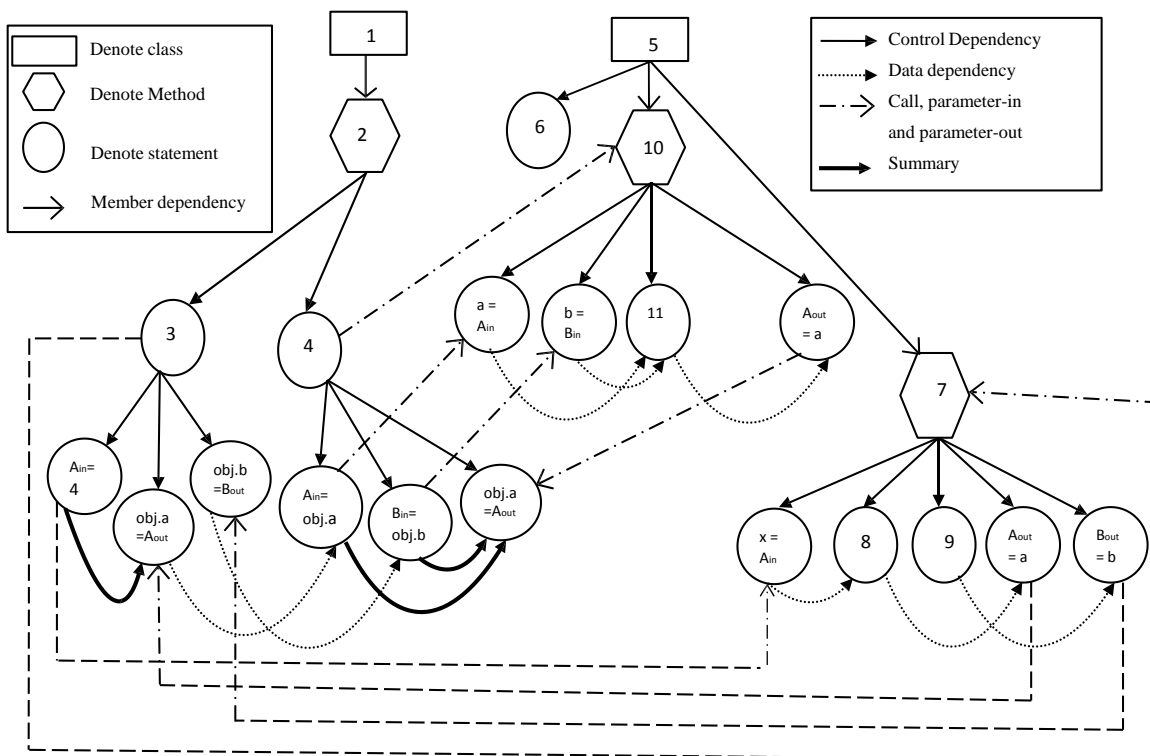 Denote class
Denote Method
Denote statement
Member dependency
1
2
5
6
10
Control Dependency
Data dependency
Call, parameter-in
and parameter-out
Summary
3
4
a =
Ain
b =
Bin
11
Aout
= a
7
Ain=
4
obj.a
=Aout
obj.b
=Bout
Ain=
obj.a
Bin=
obj.b
obj.a
=Aout
x =
Ain
8
9
Aout
= a
Bout
= b